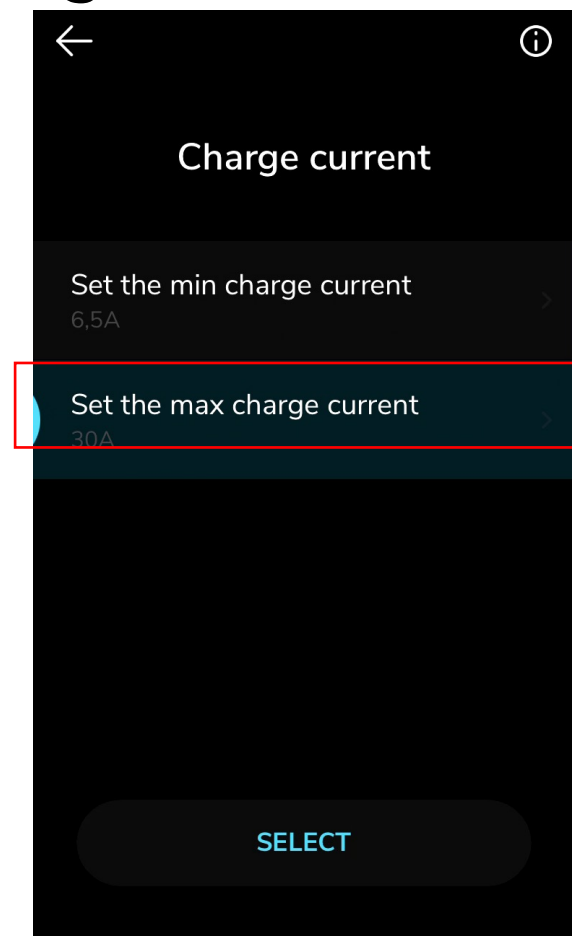 Charge current
Set the min charge current
6,5A
Set the max charge current
30A
SELECT